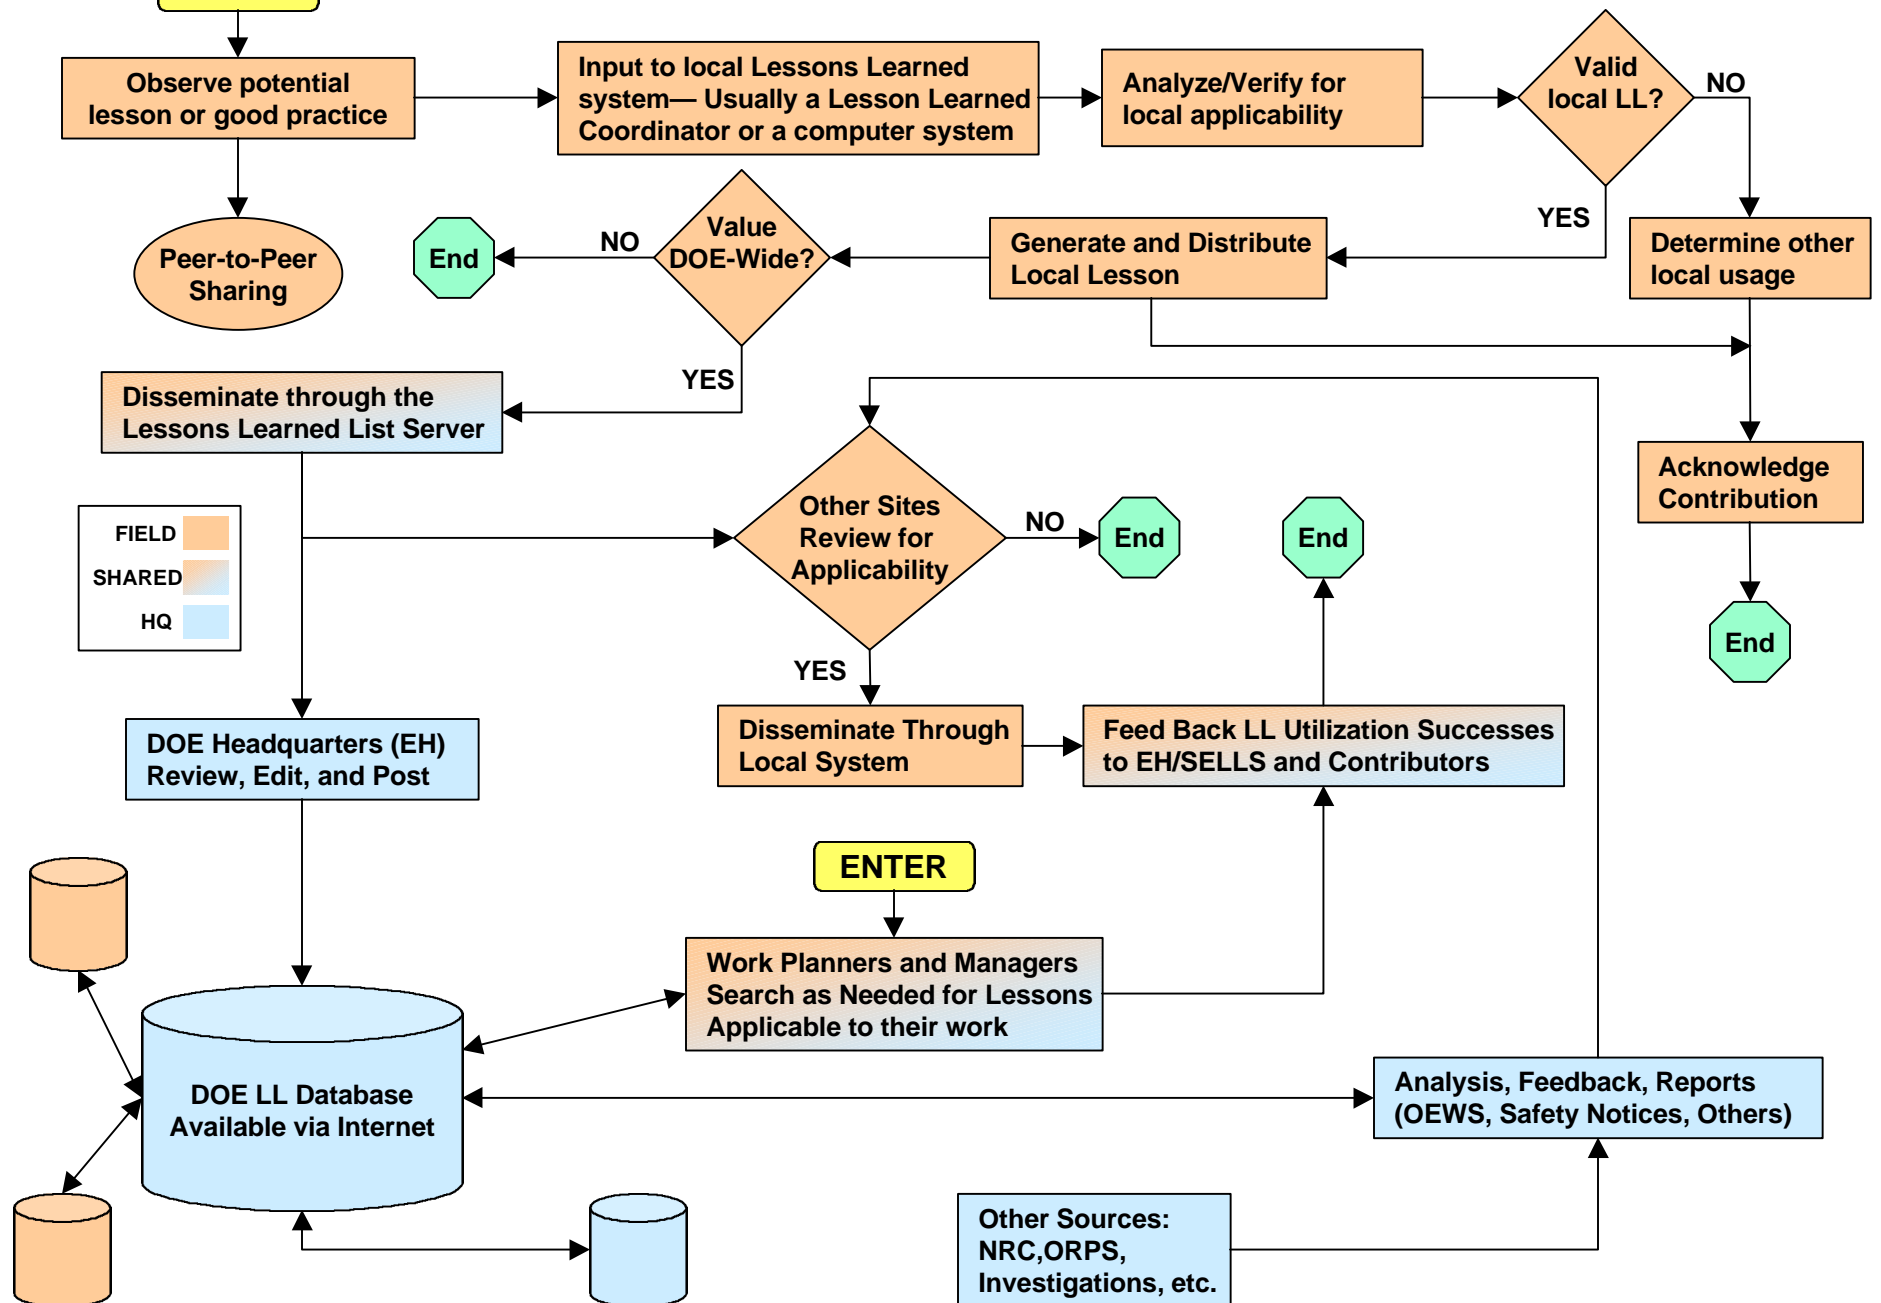 Observe potential
lesson or good practice
Input to local Lessons Learned
system— Usually a Lesson Learned
Coordinator or a computer system
Analyze/Verify for
local applicability
Valid
local LL?
NO
YES
Peer-to-Peer
Sharing
End
NO
Value
DOE-Wide?
Generate and Distribute
Local Lesson
Determine other
local usage
YES
Disseminate through the
Lessons Learned List Server
Acknowledge
Contribution
FIELD
SHARED
HQ
Other Sites
Review for
Applicability
NO
End
End
End
YES
DOE Headquarters (EH)
Review, Edit, and Post
Disseminate Through
Local System
Feed Back LL Utilization Successes
to EH/SELLS and Contributors
ENTER
Work Planners and Managers
Search as Needed for Lessons
Applicable to their work
DOE LL Database
Available via Internet
Analysis, Feedback, Reports
(OEWS, Safety Notices, Others)
Other Sources:
NRC,ORPS,
Investigations, etc.